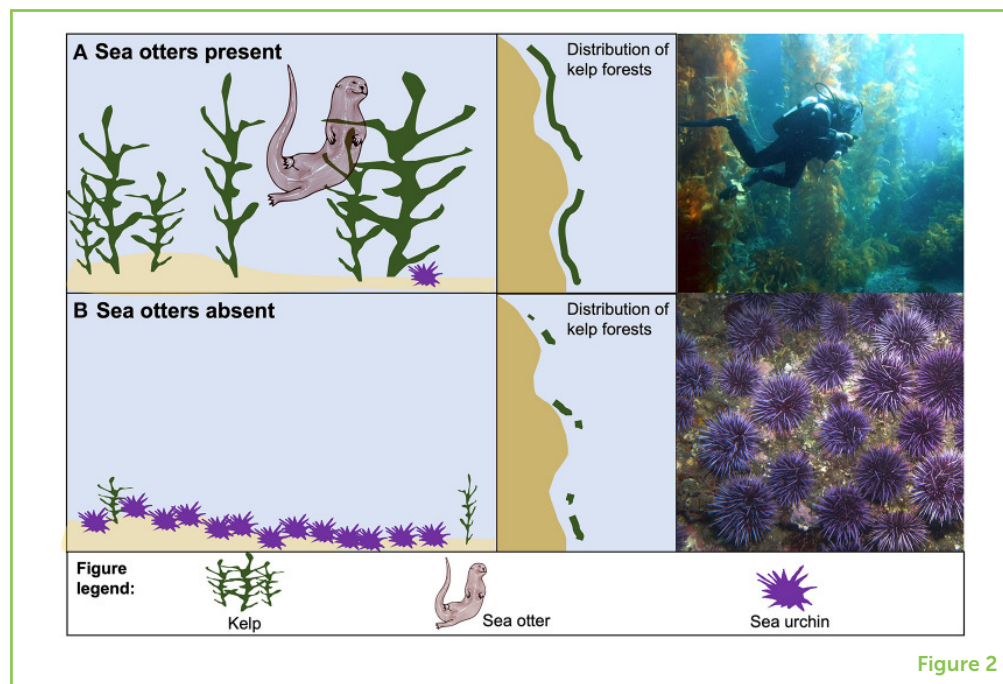 A Sea otters present
Distribution of
kelp forests
B Sea otters absent
Distribution of
kelp forests
Figure
legend:
Kelp
Sea otter
Sea urchin
Figure 2